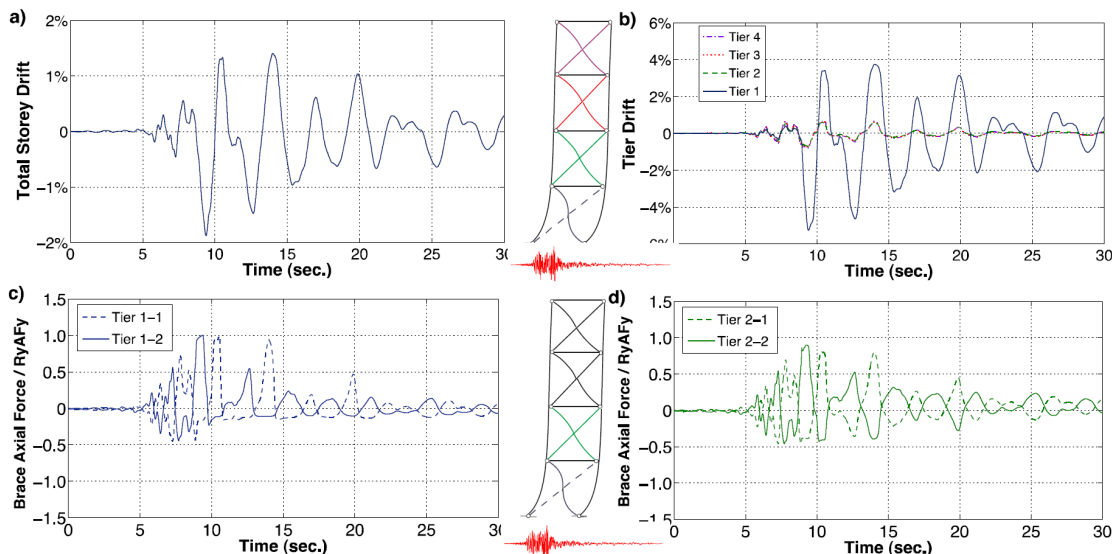 a)
Total Storey Drift
2%
1%
0
−1%
−2%
0 5 10 15 20 25 30
Time (sec.)
b)
Tier Drift
6%
4%
2%
0
−2%
−4%
−6%
Tier 4
Tier 3
Tier 2
Tier 1
0 5 10 15 20 25 30
Time (sec.)
c)
Brace Axial Force / RyAFy
1.5
1.0
0.5
0
−0.5
−1.0
−1.5
Tier 1−1
Tier 1−2
0 5 10 15 20 25 30
Time (sec.)
d)
Brace Axial Force / RyAFy
1.5
1.0
0.5
0
−0.5
−1.0
−1.5
Tier 2−1
Tier 2−2
0 5 10 15 20 25 30
Time (sec.)